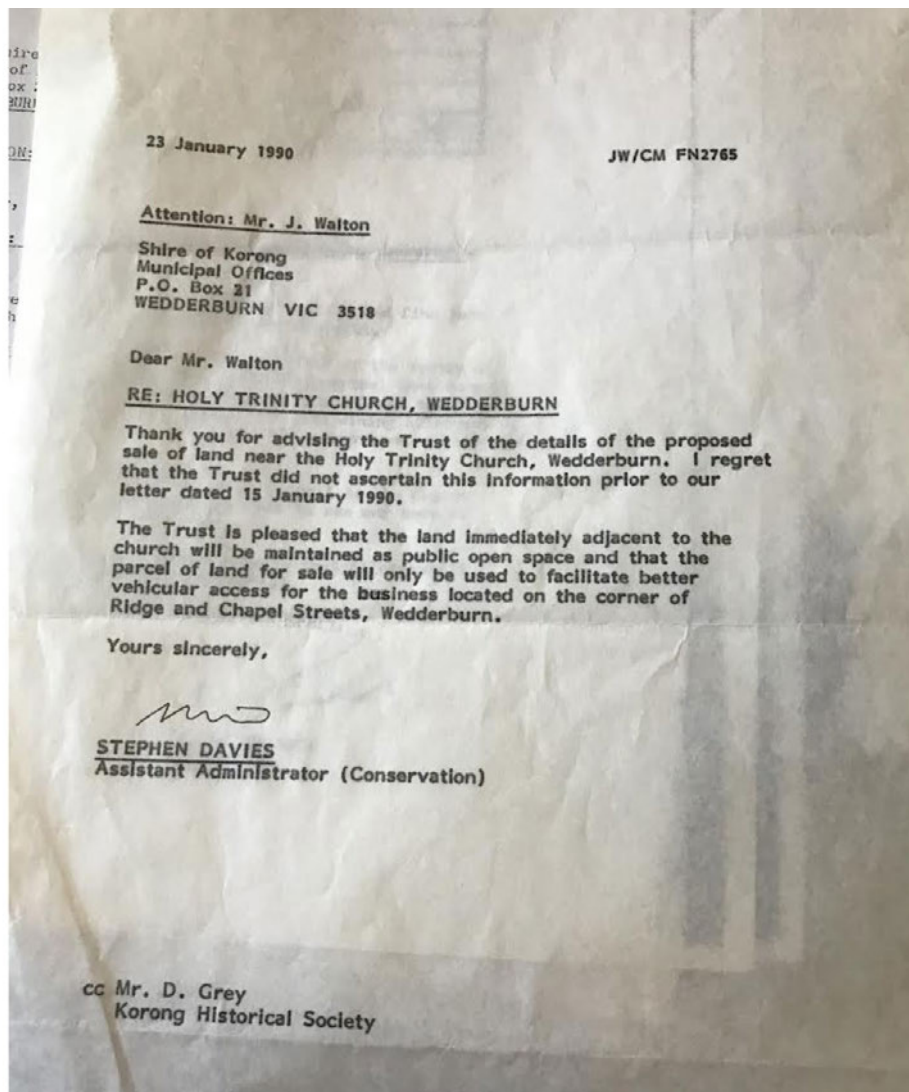 23 January 1990
JW/CM FN2765
Attention: Mr. J. Walton
Shire of Korong
Municipal Offices
P.O. Box 21
WEDDERBURN VIC 3518
Dear Mr. Walton
RE: HOLY TRINITY CHURCH, WEDDERBURN
Thank you for advising the Trust of the details of the proposed
sale of land near the Holy Trinity Church, Wedderburn. I regret
that the Trust did not ascertain this information prior to our
letter dated 15 January 1990.
The Trust is pleased that the land immediately adjacent to the
church will be maintained as public open space and that the
parcel of land for sale will only be used to facilitate better
vehicular access for the business located on the corner of
Ridge and Chapel Streets, Wedderburn.
Yours sincerely,
STEPHEN DAVIES
Assistant Administrator (Conservation)
cc Mr. D. Grey
Korong Historical Society